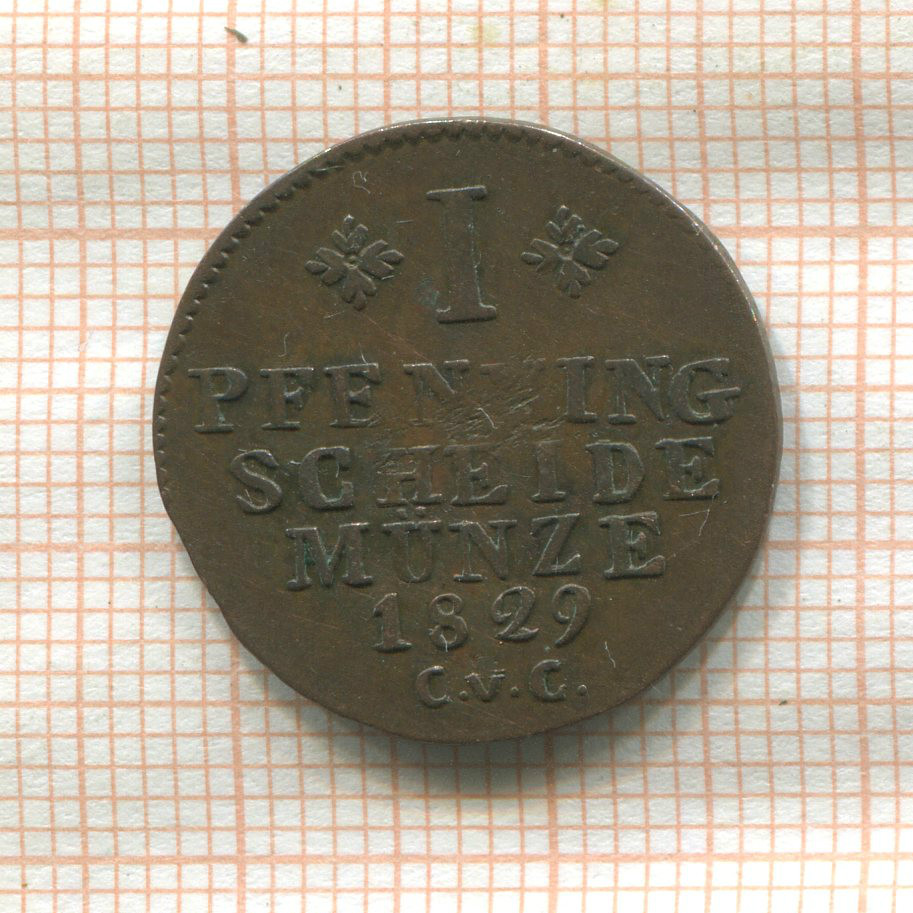 I
PFENNING
SCHEIDE
MÜNZE
1829
C.v.C.